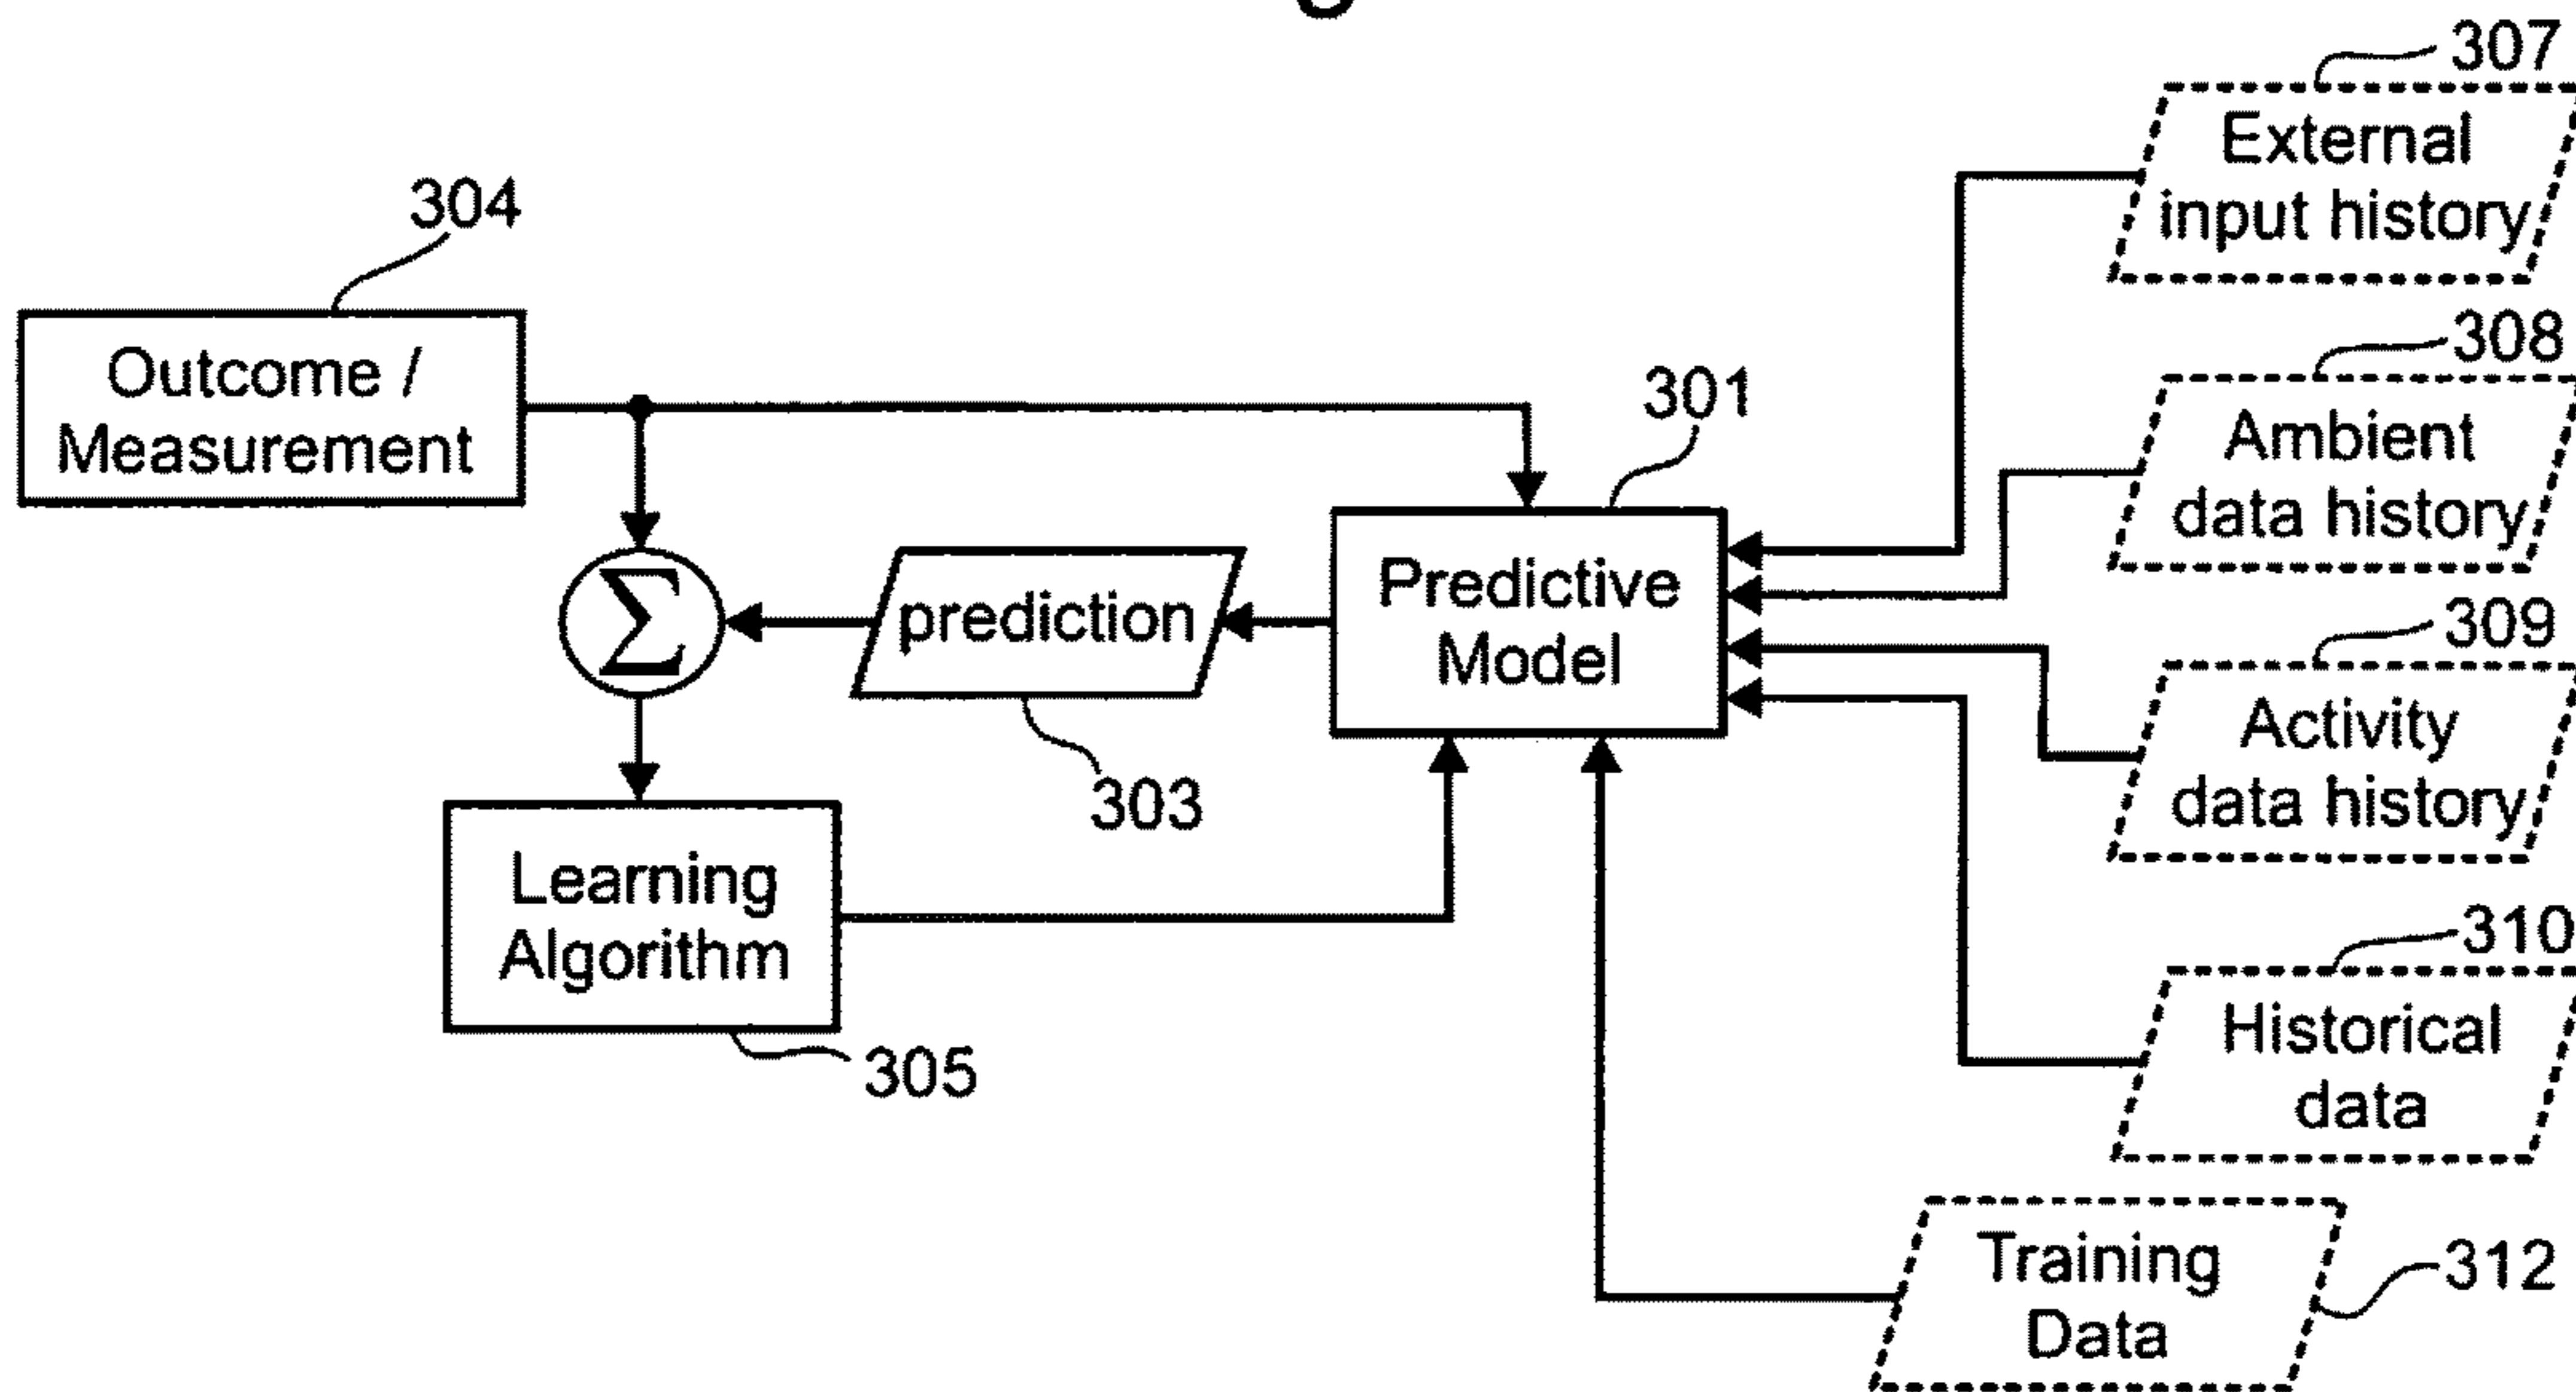 307
External
input history
304
308
Outcome /
Measurement
301
Ambient
data history
Predictive
Model
prediction
Σ
309
Activity
data history
303
Learning
Algorithm
305
310
Historical
data
Training
Data
312